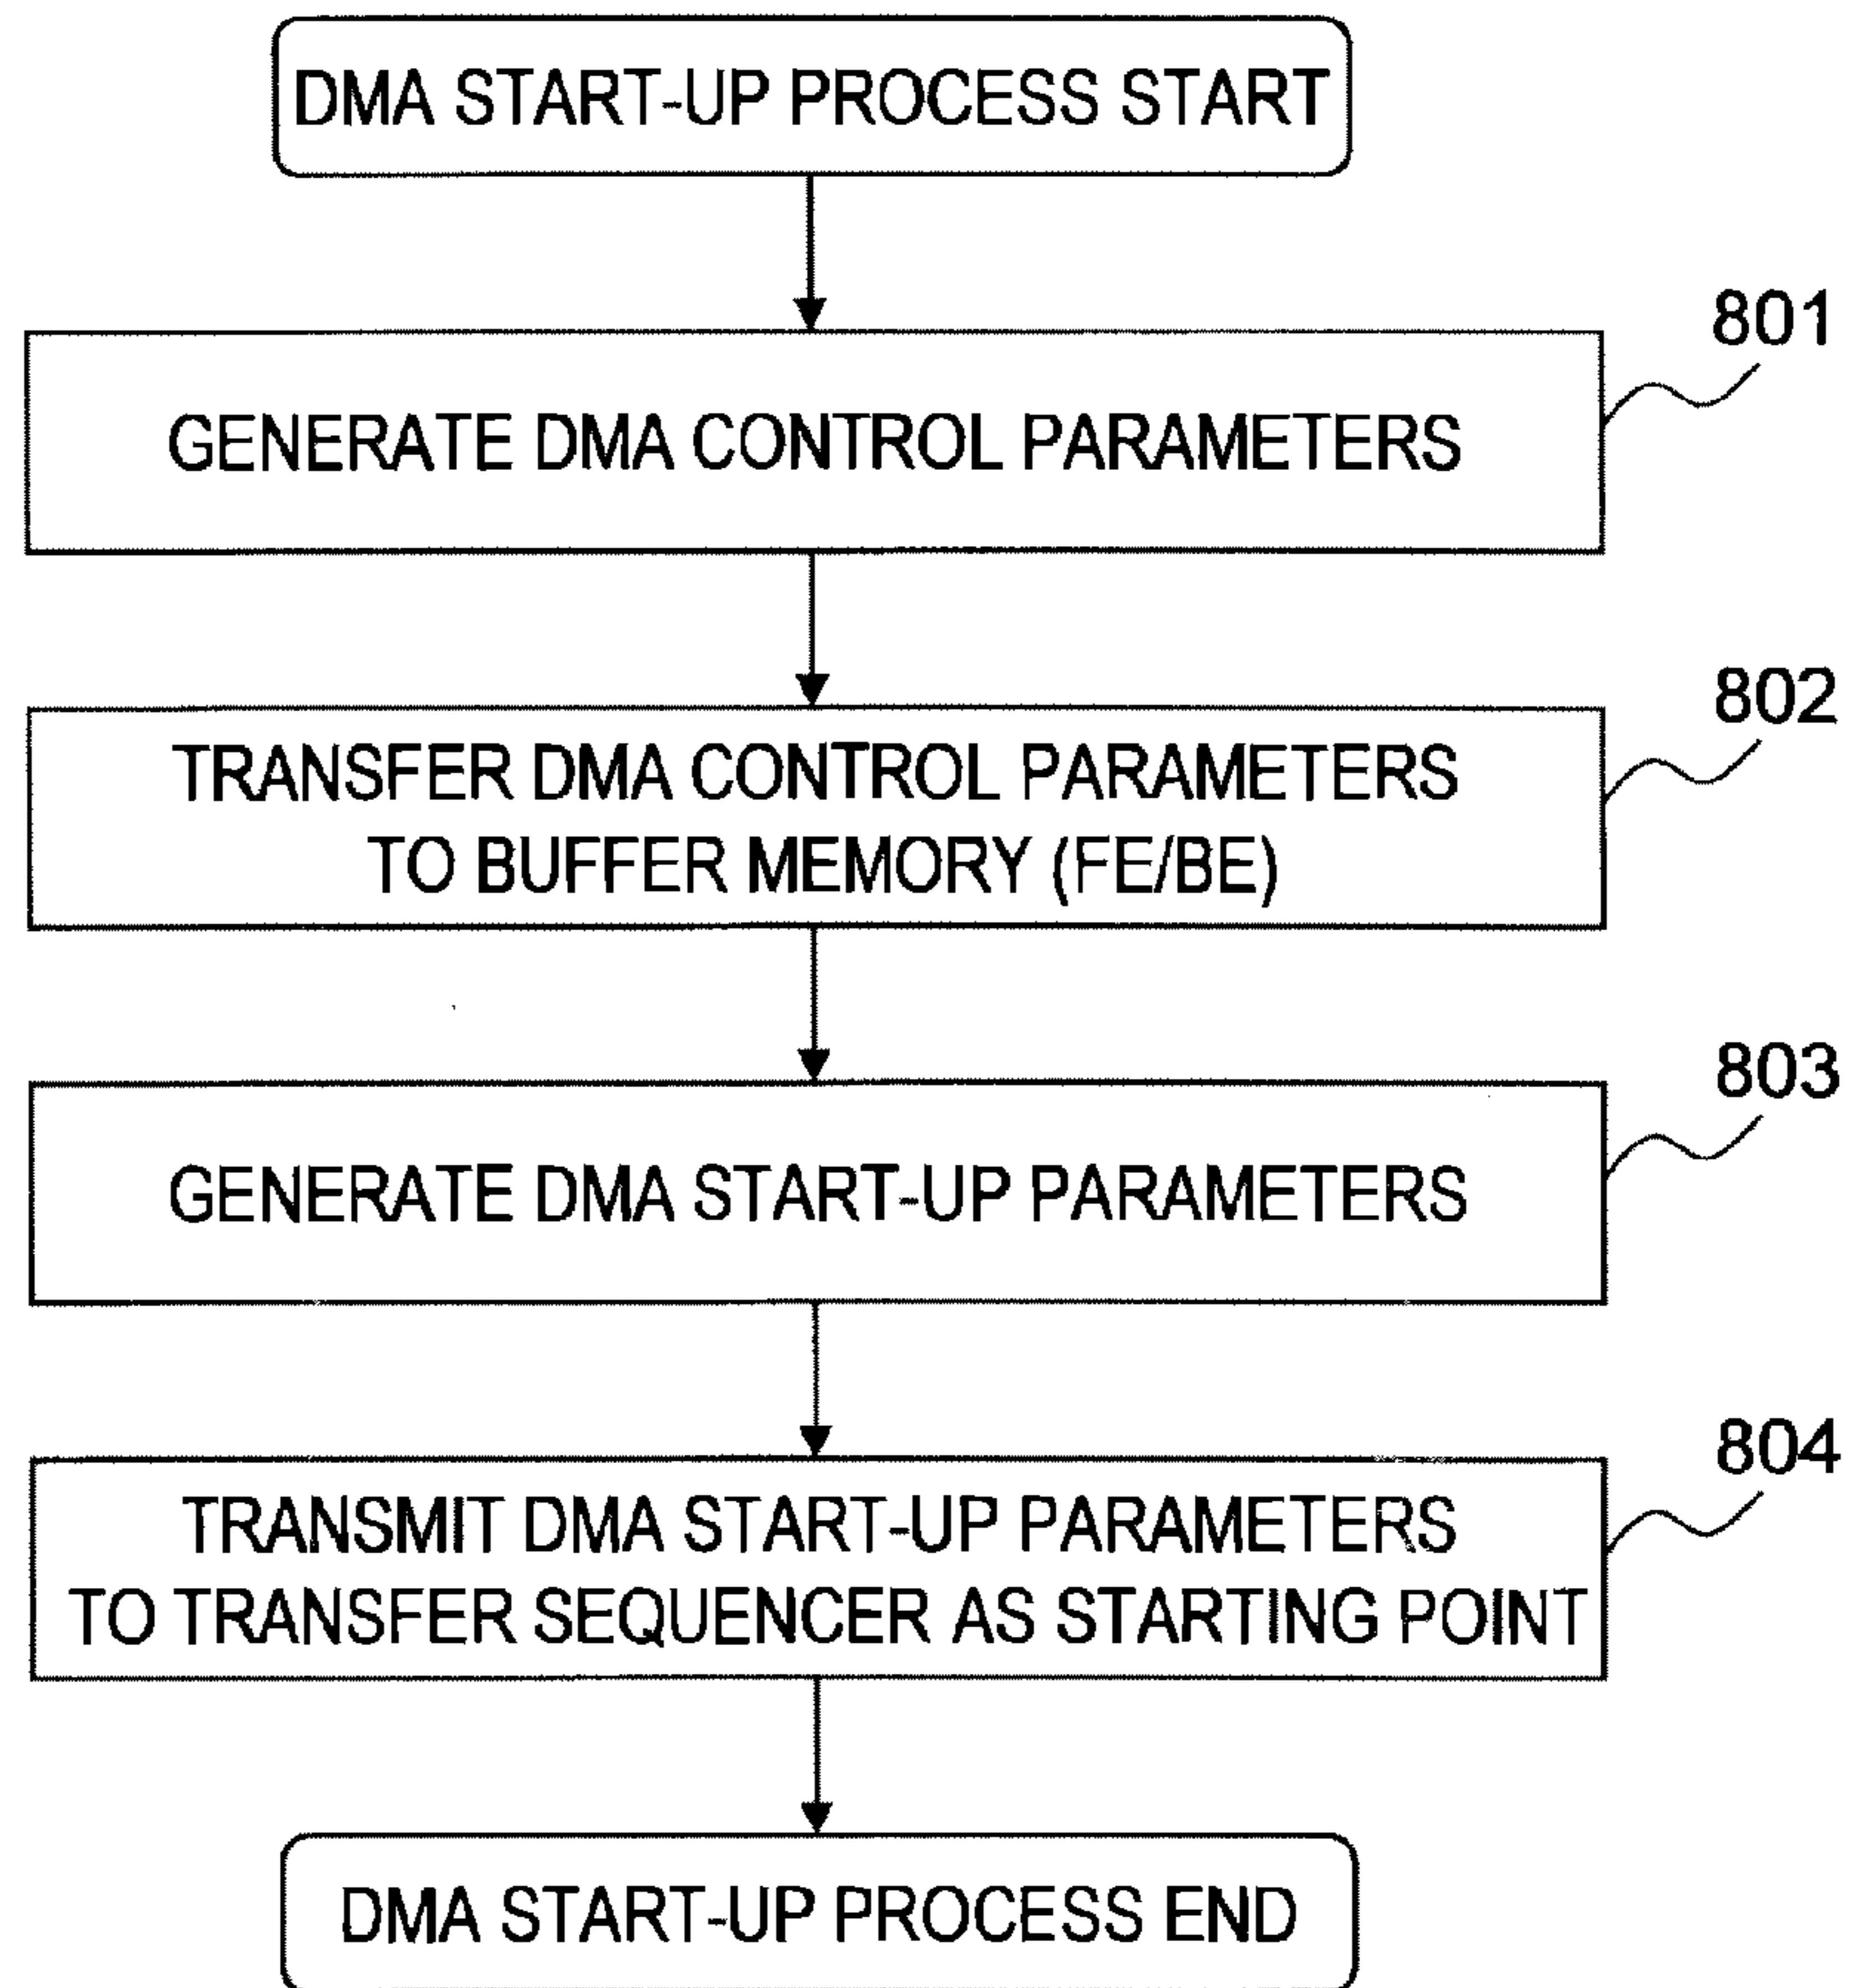 DMA START-UP PROCESS START
801
GENERATE DMA CONTROL PARAMETERS
802
TRANSFER DMA CONTROL PARAMETERS
TO BUFFER MEMORY (FE/BE)
803
GENERATE DMA START-UP PARAMETERS
804
TRANSMIT DMA START-UP PARAMETERS
TO TRANSFER SEQUENCER AS STARTING POINT
DMA START-UP PROCESS END